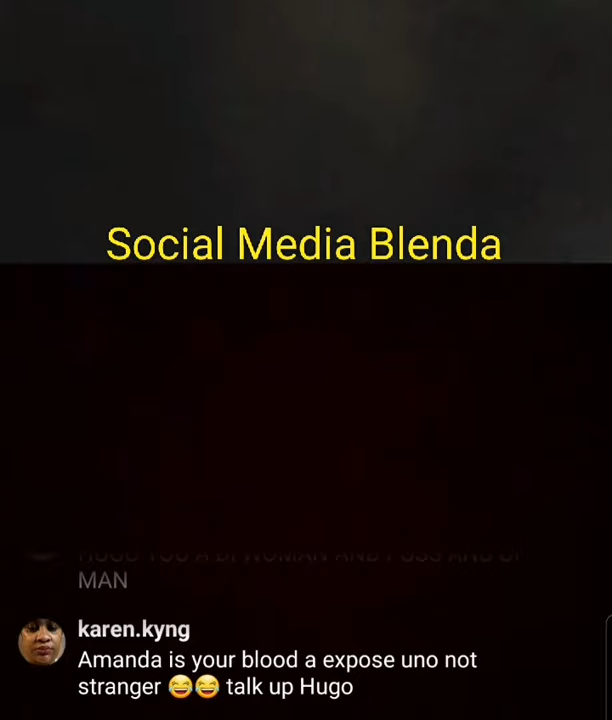 Social Media Blenda
MAN
karen.kyng
Amanda is your blood a expose uno not
stranger 😂😂 talk up Hugo